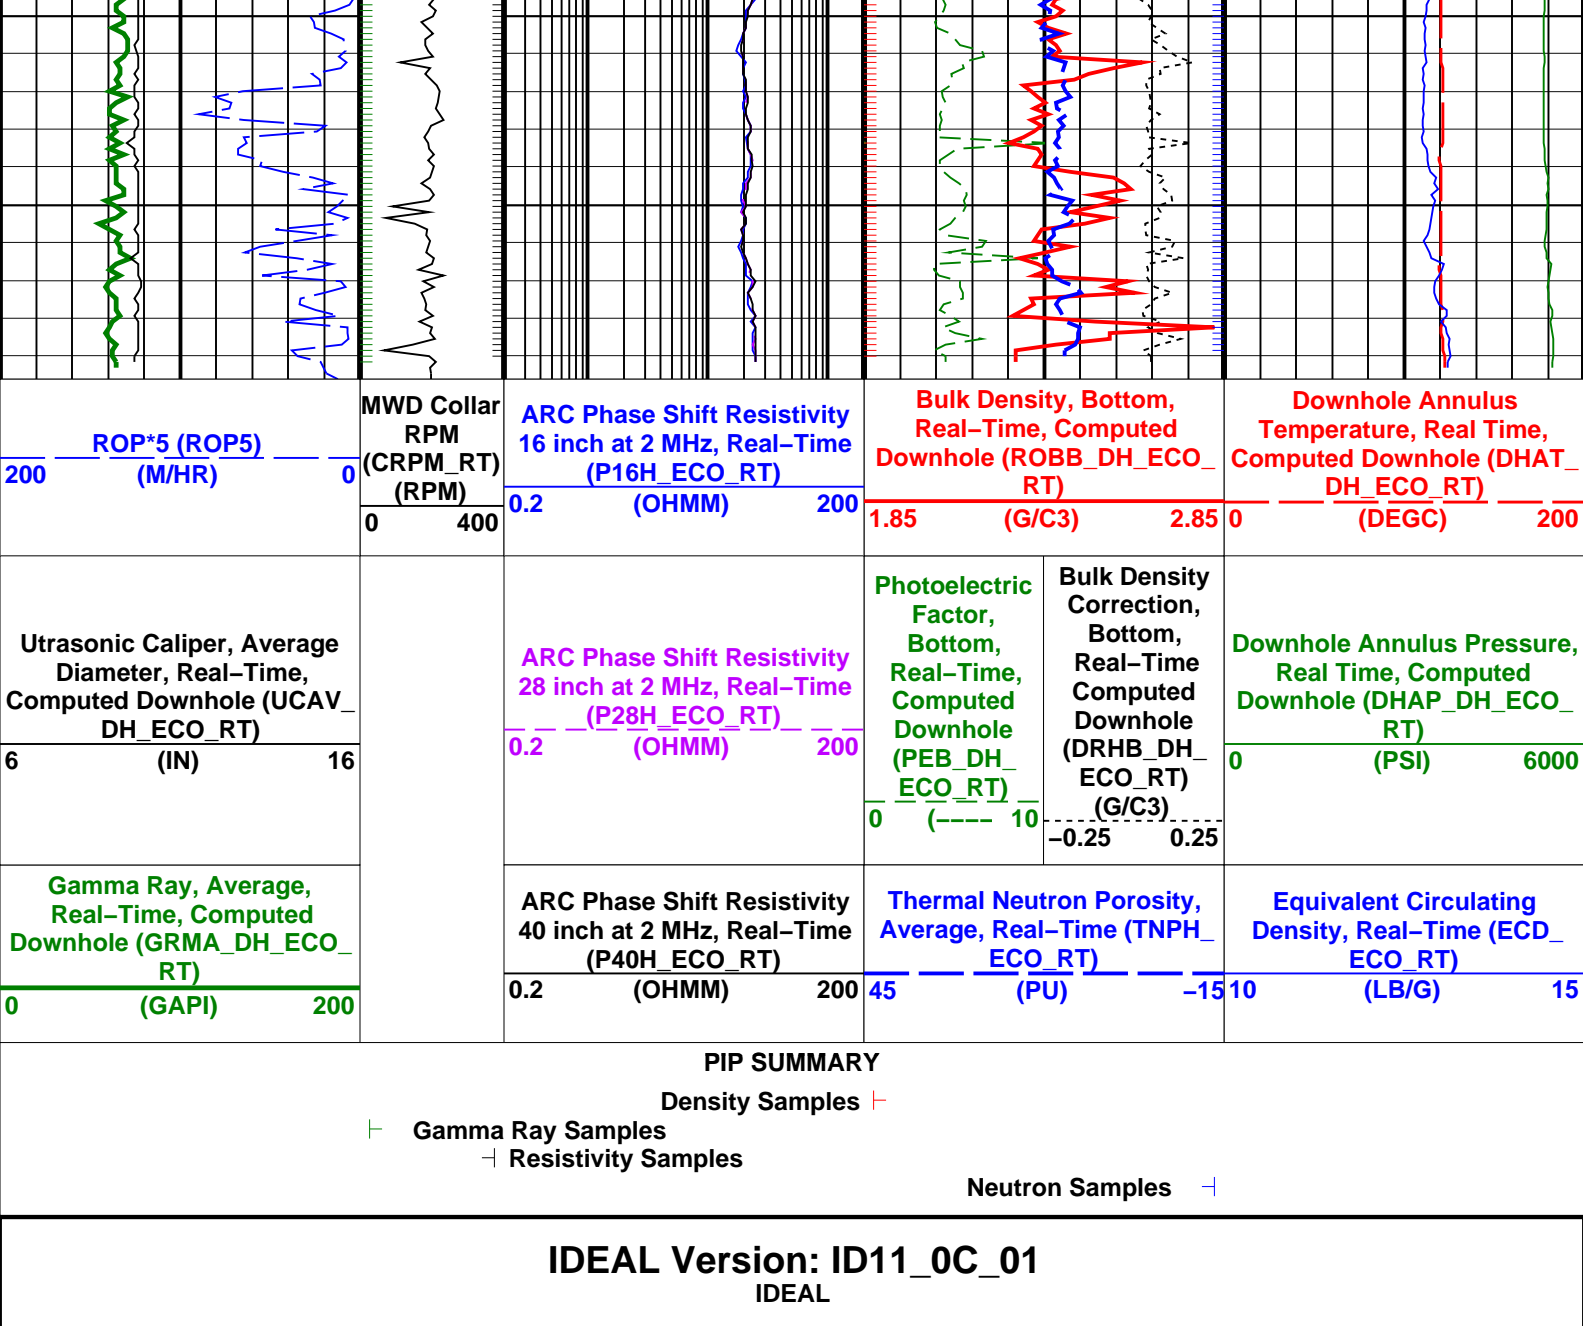 ROP*5 (ROP5)
(M/HR)
200 0
MWD Collar
RPM
(CRPM_RT)
(RPM)
0 400
ARC Phase Shift Resistivity
16 inch at 2 MHz, Real–Time
(P16H_ECO_RT)
0.2 (OHMM) 200
Bulk Density, Bottom,
Real–Time, Computed
Downhole (ROBB_DH_ECO_
RT)
1.85 (G/C3) 2.85
Downhole Annulus
Temperature, Real Time,
Computed Downhole (DHAT_
DH_ECO_RT)
0 (DEGC) 200
Utrasonic Caliper, Average
Diameter, Real–Time,
Computed Downhole (UCAV_
DH_ECO_RT)
6 (IN) 16
ARC Phase Shift Resistivity
28 inch at 2 MHz, Real–Time
(P28H_ECO_RT)
0.2 (OHMM) 200
Photoelectric
Factor,
Bottom,
Real–Time,
Computed
Downhole
(PEB_DH_
ECO_RT)
0 (–––– 10
Bulk Density
Correction,
Bottom,
Real–Time
Computed
Downhole
(DRHB_DH_
ECO_RT)
(G/C3)
–0.25 0.25
Downhole Annulus Pressure,
Real Time, Computed
Downhole (DHAP_DH_ECO_
RT)
0 (PSI) 6000
Gamma Ray, Average,
Real–Time, Computed
Downhole (GRMA_DH_ECO_
RT)
0 (GAPI) 200
ARC Phase Shift Resistivity
40 inch at 2 MHz, Real–Time
(P40H_ECO_RT)
0.2 (OHMM) 200
Thermal Neutron Porosity,
Average, Real–Time (TNPH_
ECO_RT)
45 (PU) –15
Equivalent Circulating
Density, Real–Time (ECD_
ECO_RT)
10 (LB/G) 15
PIP SUMMARY
Density Samples
Gamma Ray Samples
Resistivity Samples
Neutron Samples
IDEAL Version: ID11_0C_01
IDEAL